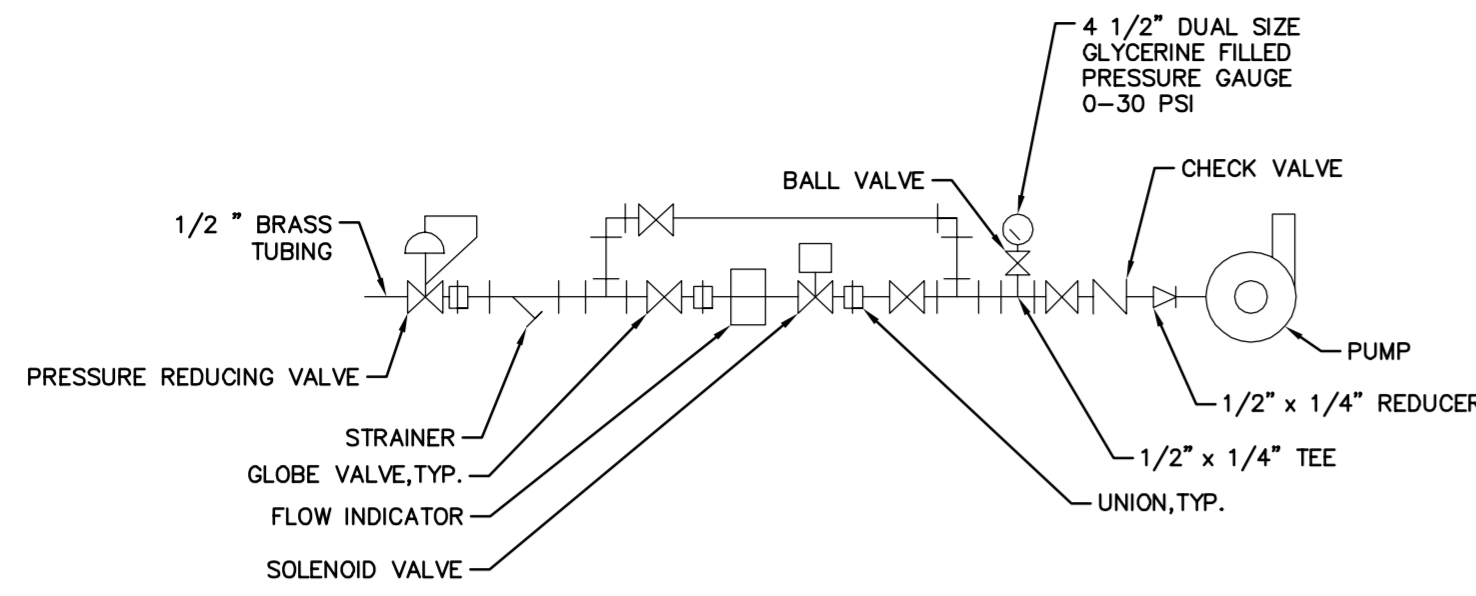 4 1/2" DUAL SIZE
GLYCERINE FILLED
PRESSURE GAUGE
0-30 PSI
BALL VALVE
CHECK VALVE
1/2 " BRASS
TUBING
PRESSURE REDUCING VALVE
PUMP
1/2" x 1/4" REDUCER
STRAINER
1/2" x 1/4" TEE
GLOBE VALVE,TYP.
UNION,TYP.
FLOW INDICATOR
SOLENOID VALVE